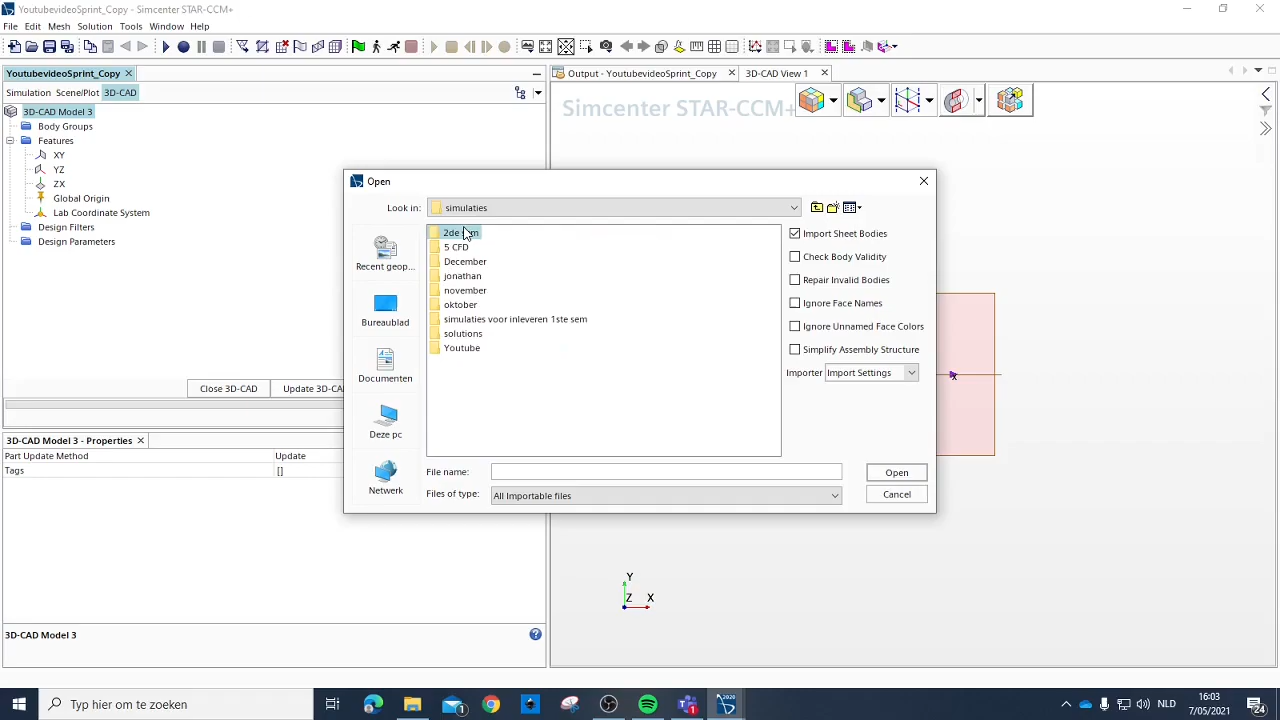 YoutubevideoSprint_Copy - Simcenter STAR-CCM+
File Edit Mesh Solution Tools Window Help
YoutubevideoSprint_Copy
Output - YoutubevideoSprint_Copy
3D-CAD View 1
Simulation Scene/Plot 3D-CAD
Simcenter STAR-CCM+
3D-CAD Model 3
Body Groups
Features
XY
YZ
ZX
Global Origin
Lab Coordinate System
Design Filters
Design Parameters
Close 3D-CAD
Update 3D-CA
3D-CAD Model 3 - Properties
Part Update Method Update
Tags []
3D-CAD Model 3
Open
Look in: simulaties
Recent geop...
Bureaublad
Documenten
Deze pc
Netwerk
5 CFD
December
jonathan
november
oktober
simulaties voor inleveren 1ste sem
solutions
Youtube
Import Sheet Bodies
Check Body Validity
Repair Invalid Bodies
Ignore Face Names
Ignore Unnamed Face Colors
Simplify Assembly Structure
Importer Import Settings
File name:
Open
Files of type: All Importable files
Cancel
X
Y
Z X
Typ hier om te zoeken
2020
NLD
16:03
7/05/2021
24